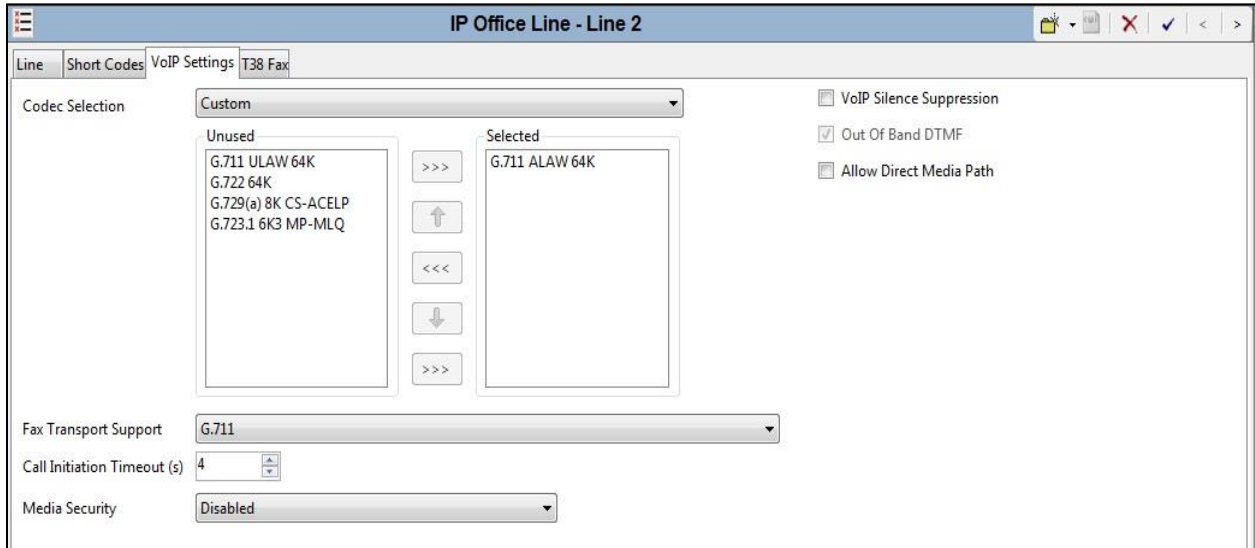 IP Office Line - Line 2
Line Short Codes VoIP Settings T38 Fax
Codec Selection Custom
VoIP Silence Suppression
Out Of Band DTMF
Allow Direct Media Path
Unused
G.711 ULAW 64K
G.722 64K
G.729(a) 8K CS-ACELP
G.723.1 6K3 MP-MLQ
>>>
<<<
>>>
Selected
G.711 ALAW 64K
Fax Transport Support G.711
Call Initiation Timeout (s) 4
Media Security Disabled